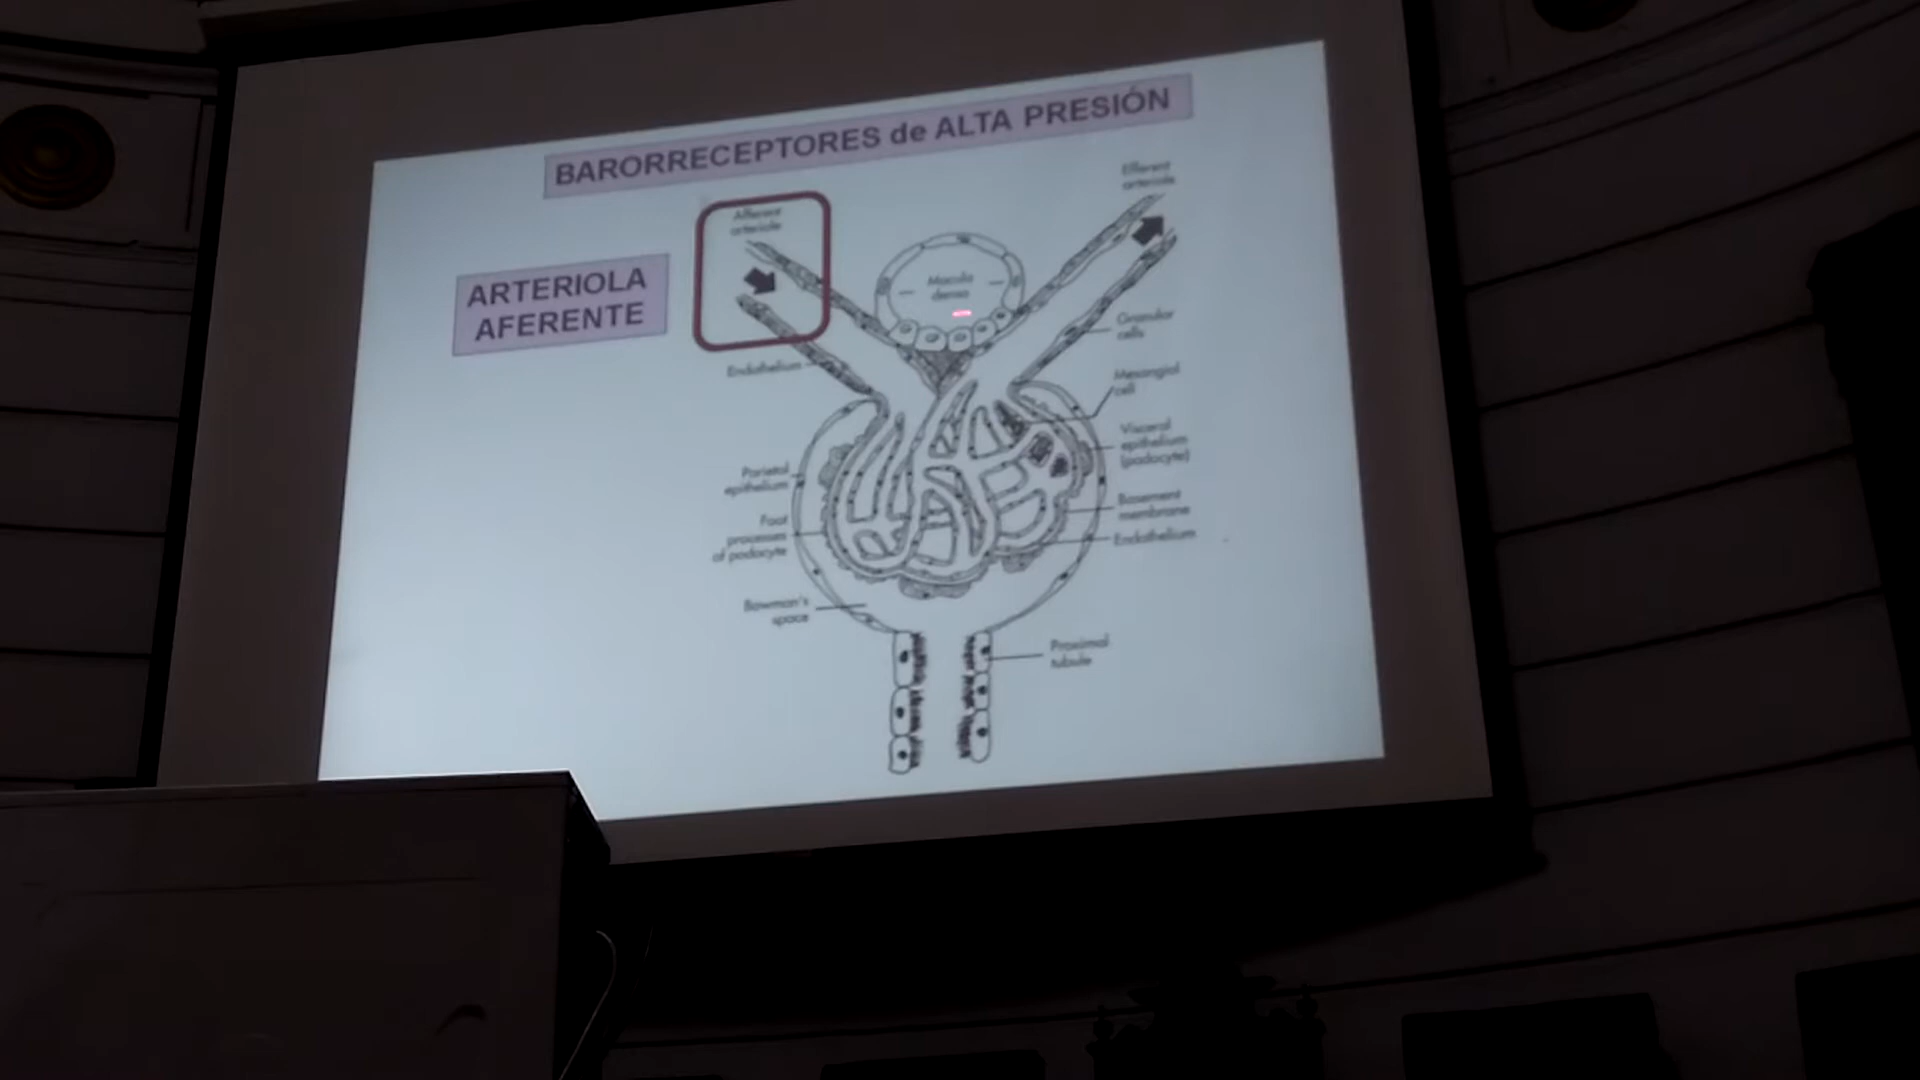 BARORRECEPTORES de ALTA PRESIÓN
Afferent
arteriole
Efferent
arteriole
ARTERIOLA
AFERENTE
Macula
densa
Granular
cells
Endothelium
Mesangial
cell
Visceral
epithelium
(podocyte)
Parietal
epithelium
Basement
membrane
Foot
processes
of podocyte
Endothelium
Bowman's
space
Proximal
tubule